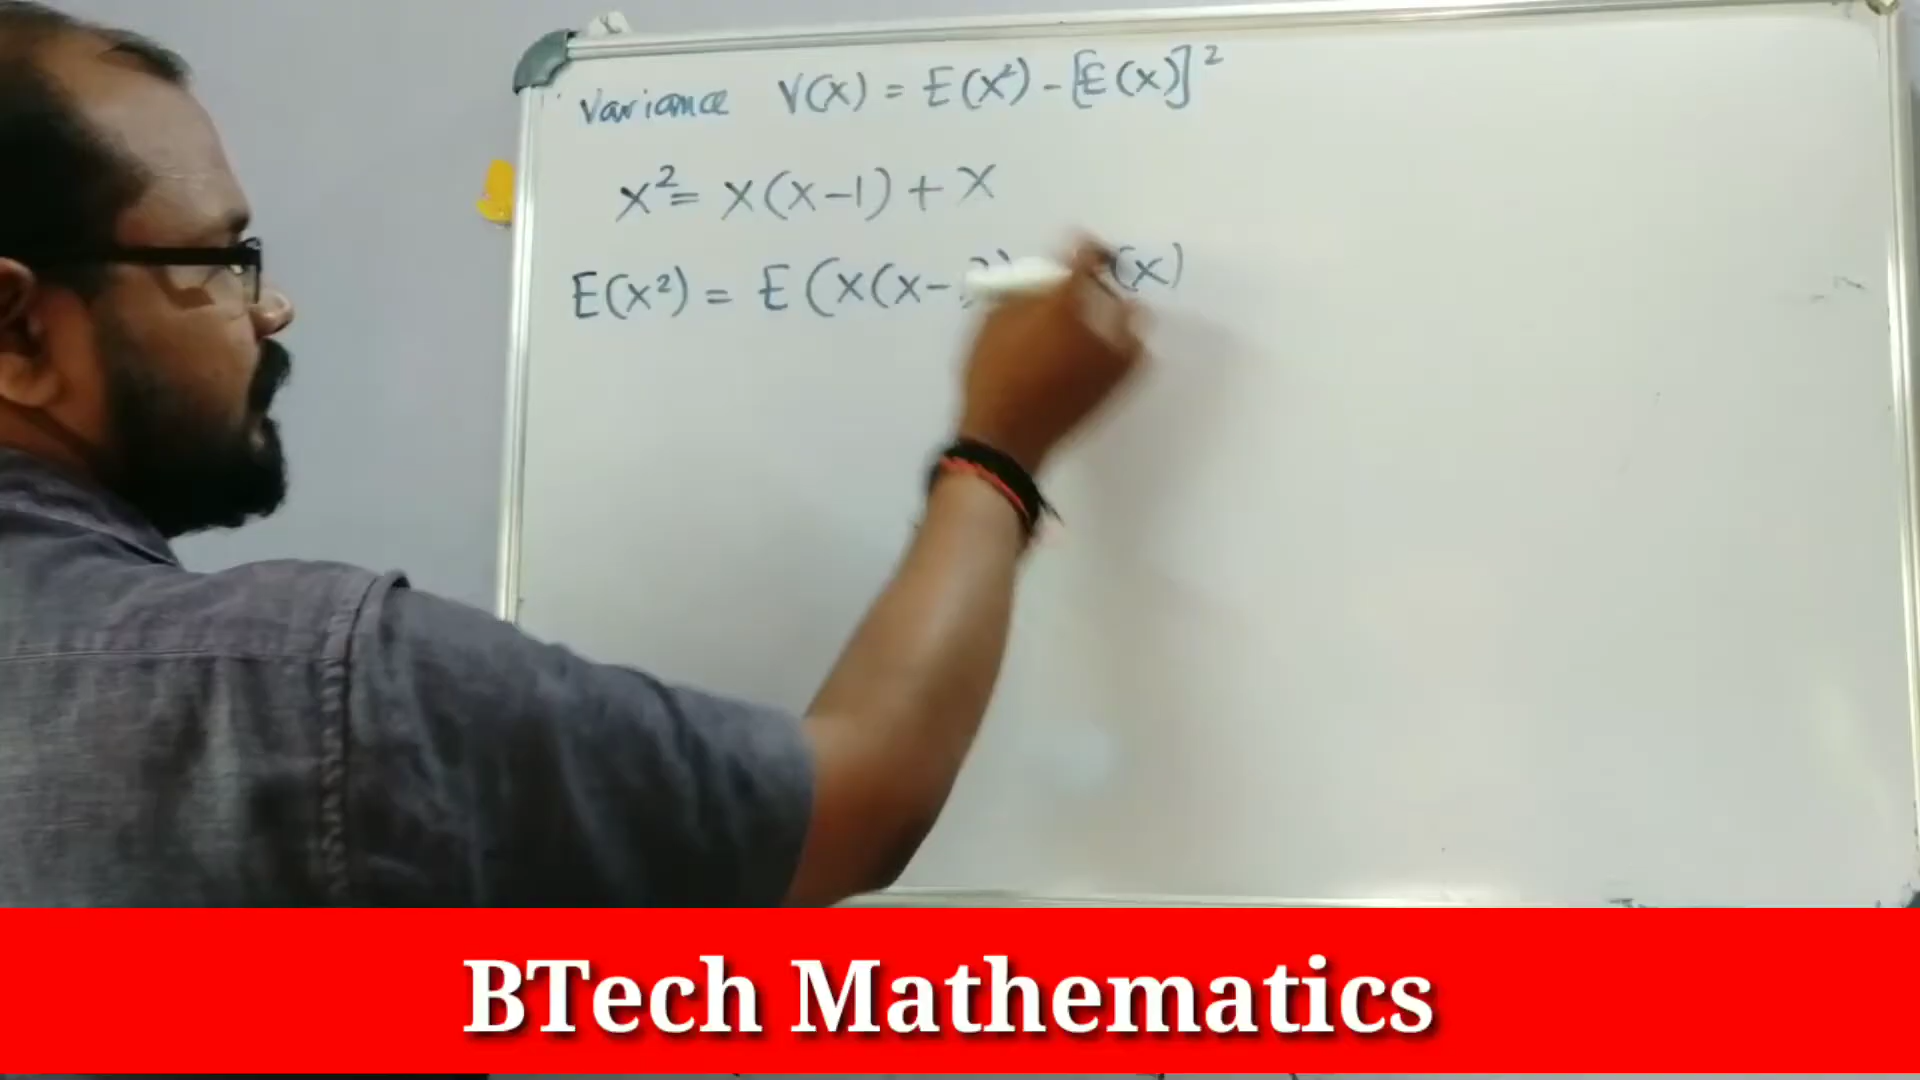 Variance V(X) = E(X²) - [E(X)]²
X² = X(X-1) + X
E(X²) = E(X(X- (X)
BTech Mathematics